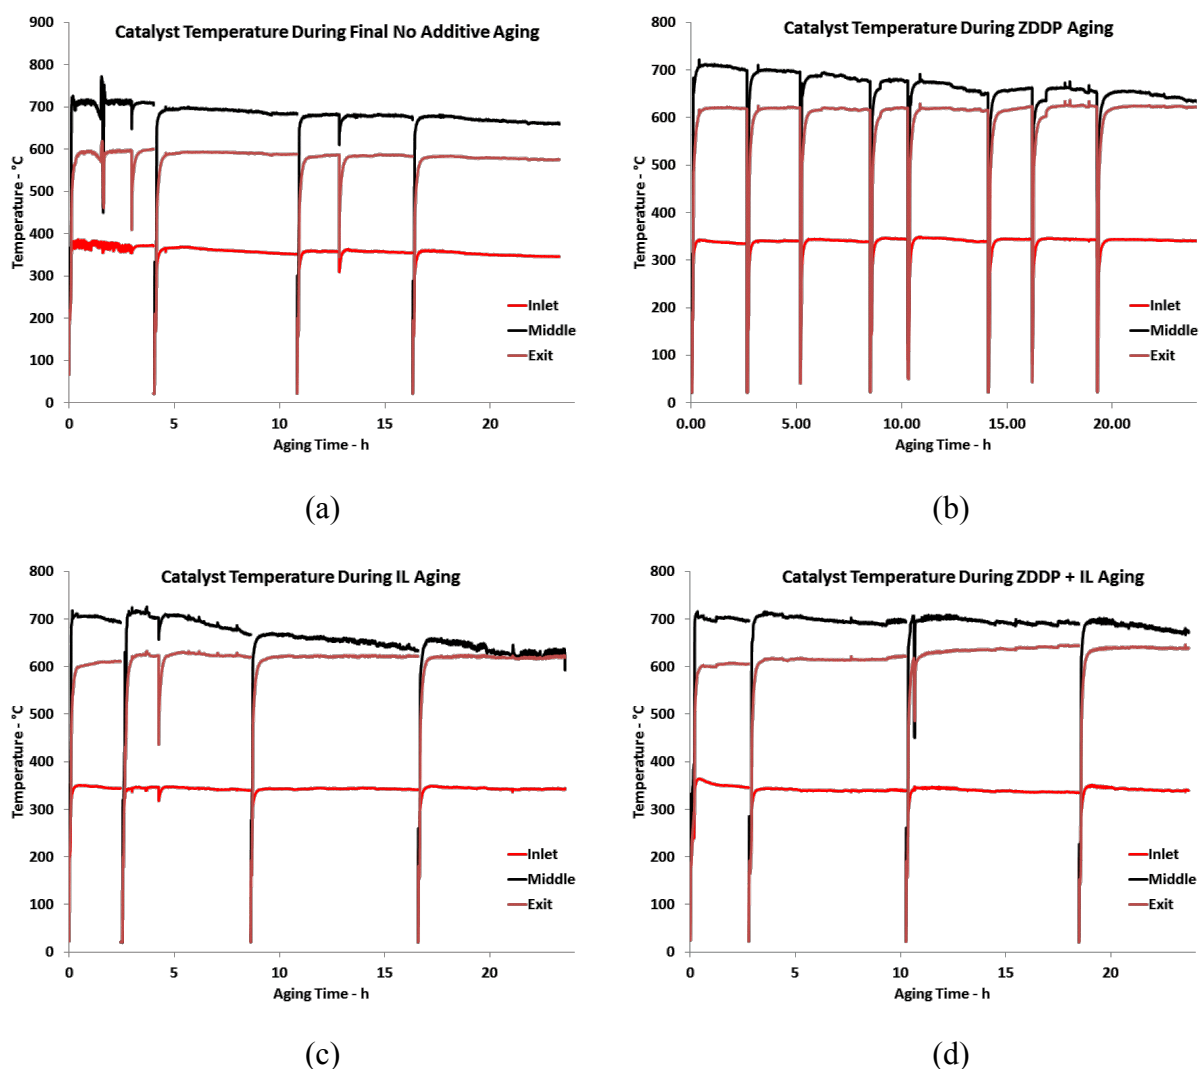 Catalyst Temperature During Final No Additive Aging
900
800
700
600
500
400
300
200
100
0
Temperature - °C
0
5
10
15
20
Aging Time - h
Inlet
Middle
Exit
(a)
Catalyst Temperature During ZDDP Aging
800
700
600
500
400
300
200
100
0
Temperature - °C
0.00
5.00
10.00
15.00
20.00
Aging Time - h
Inlet
Middle
Exit
(b)
Catalyst Temperature During IL Aging
800
700
600
500
400
300
200
100
0
Temperature - °C
0
5
10
15
20
Aging Time - h
Inlet
Middle
Exit
(c)
Catalyst Temperature During ZDDP + IL Aging
800
700
600
500
400
300
200
100
0
Temperature - °C
0
5
10
15
20
Aging Time - h
Inlet
Middle
Exit
(d)